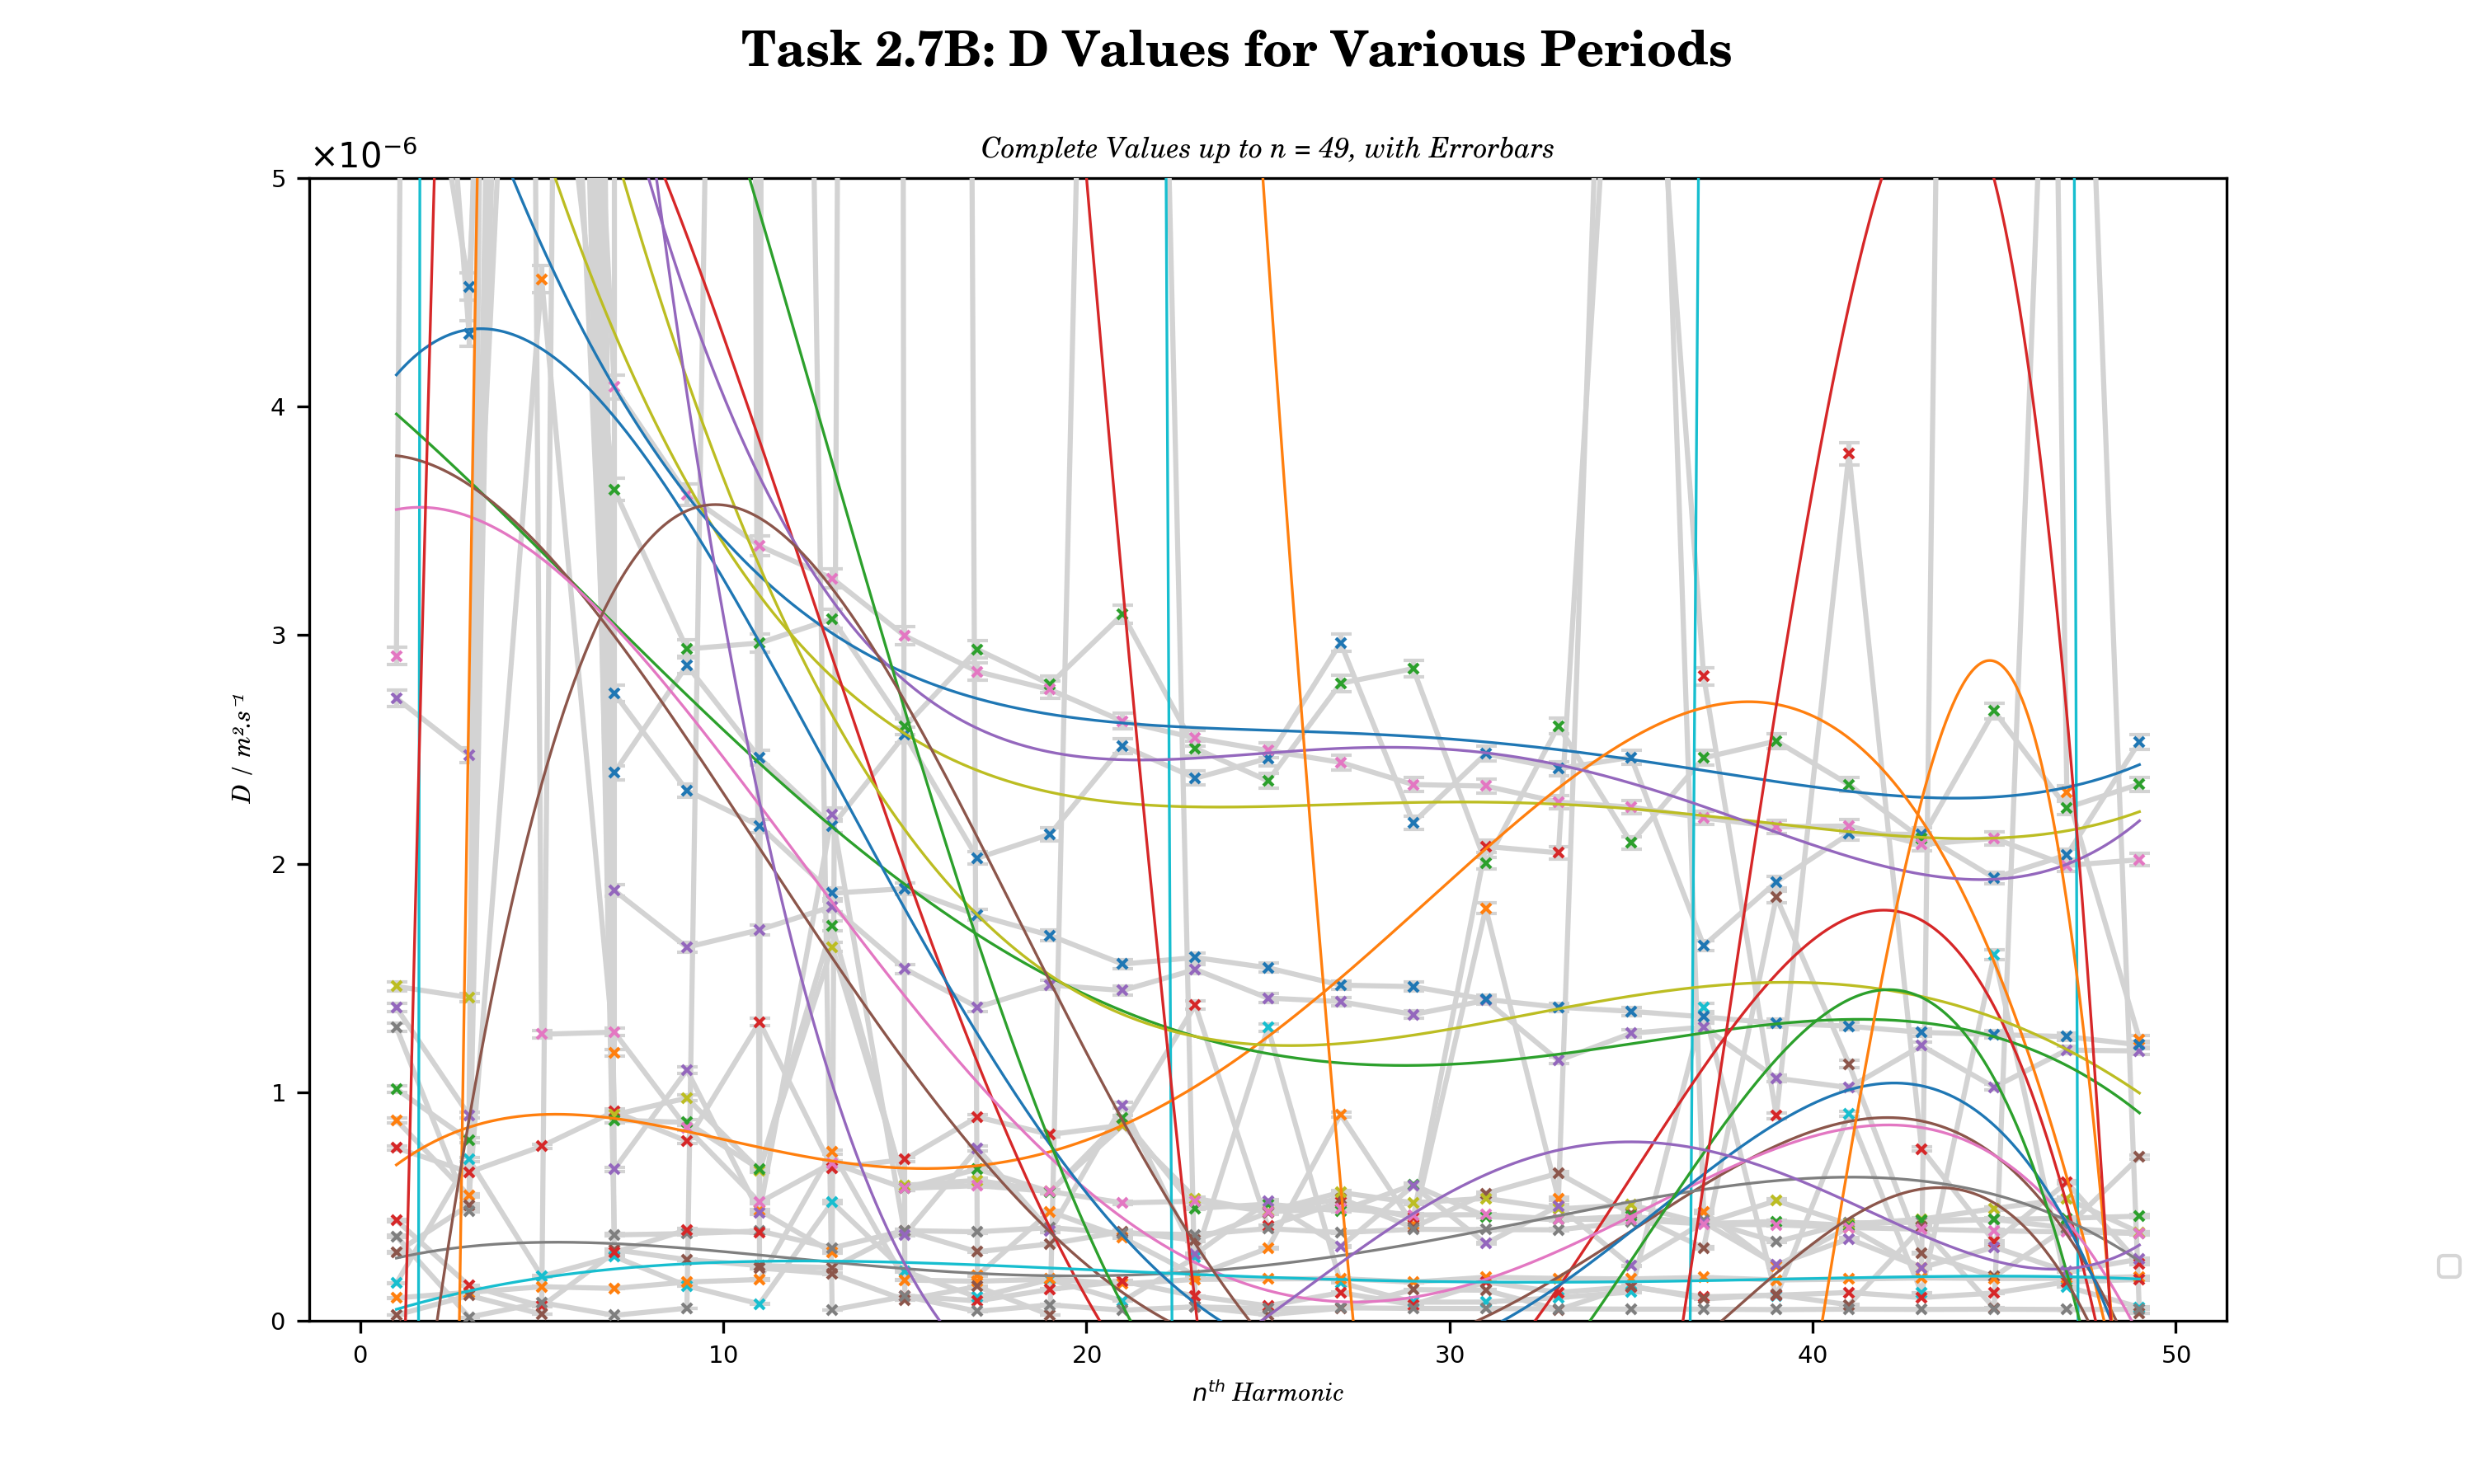 Task 2.7B: D Values for Various Periods
Complete Values up to n = 49, with Errorbars
×10⁻⁶
5
4
3
2
1
0
D / m².s⁻¹
0 10 20 30 40 50
nᵗʰ Harmonic